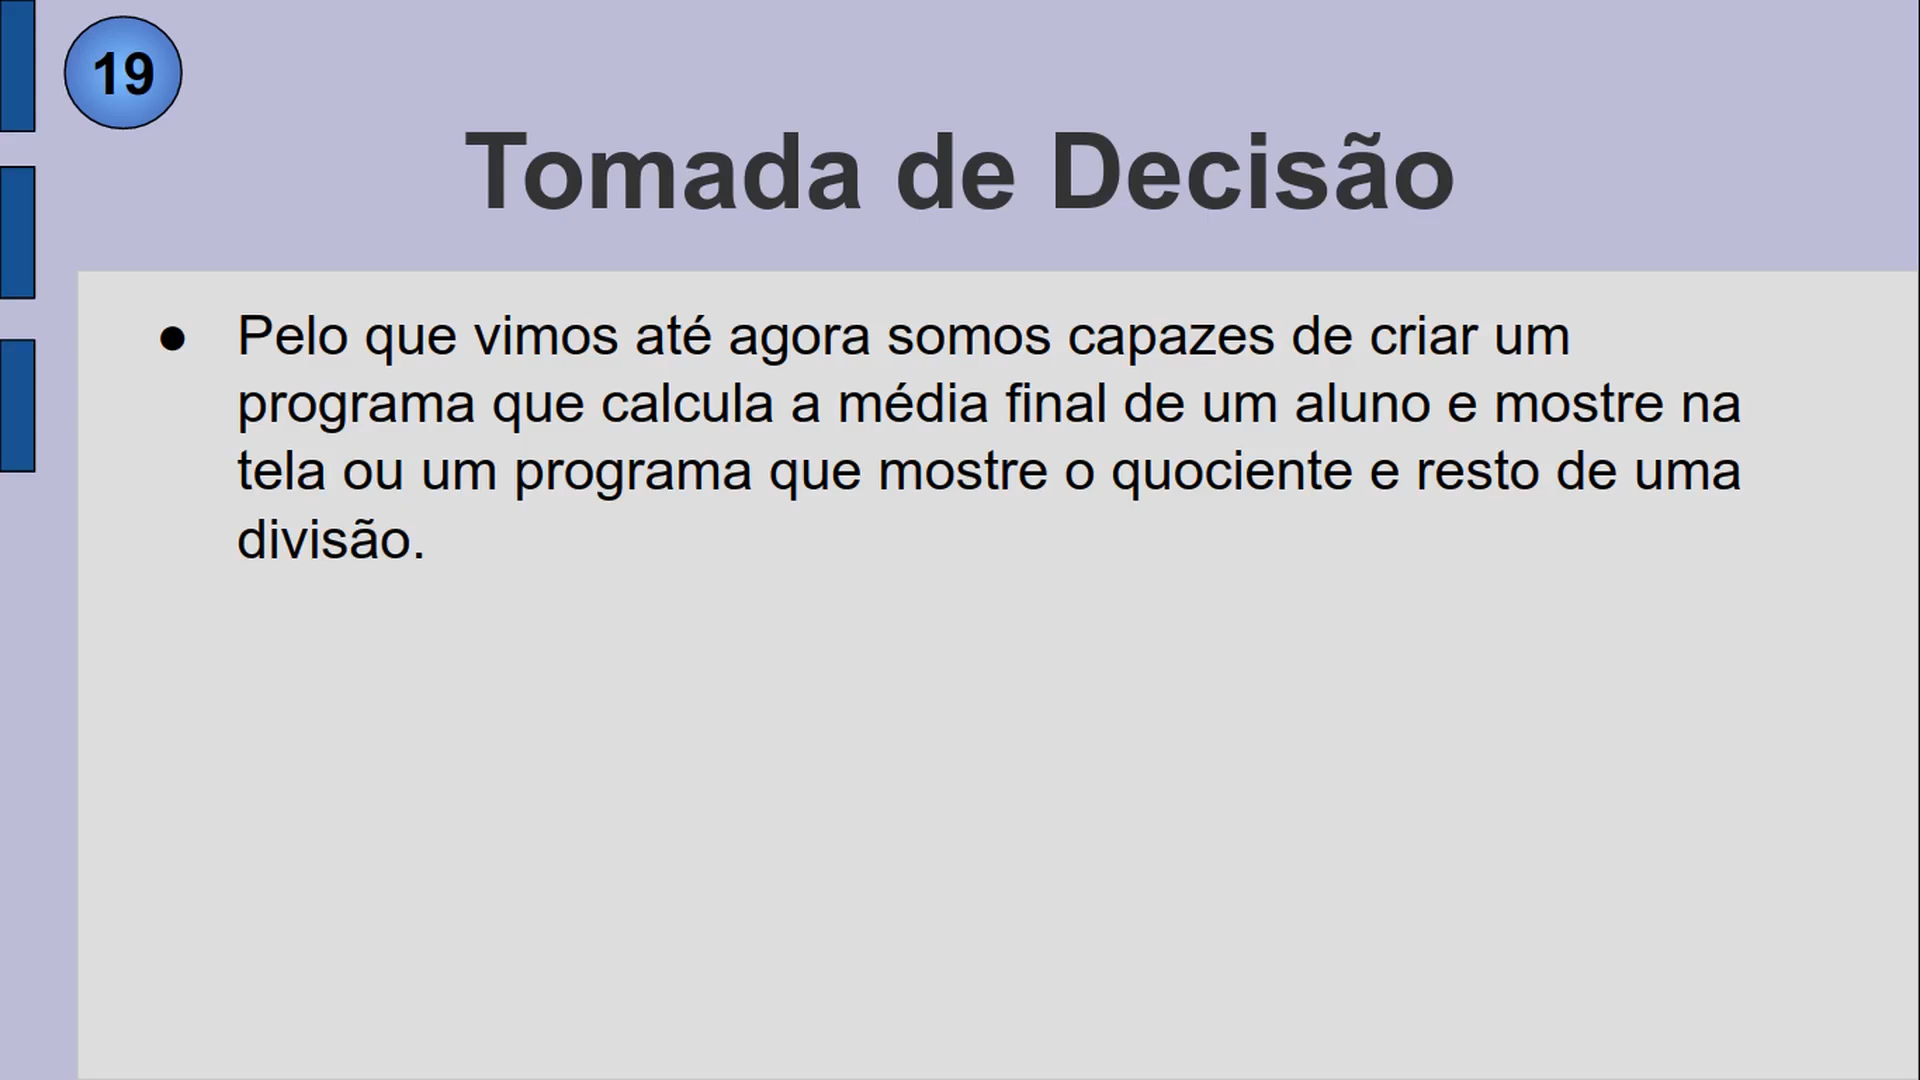 19
Tomada de Decisão
● Pelo que vimos até agora somos capazes de criar um
programa que calcula a média final de um aluno e mostre na
tela ou um programa que mostre o quociente e resto de uma
divisão.